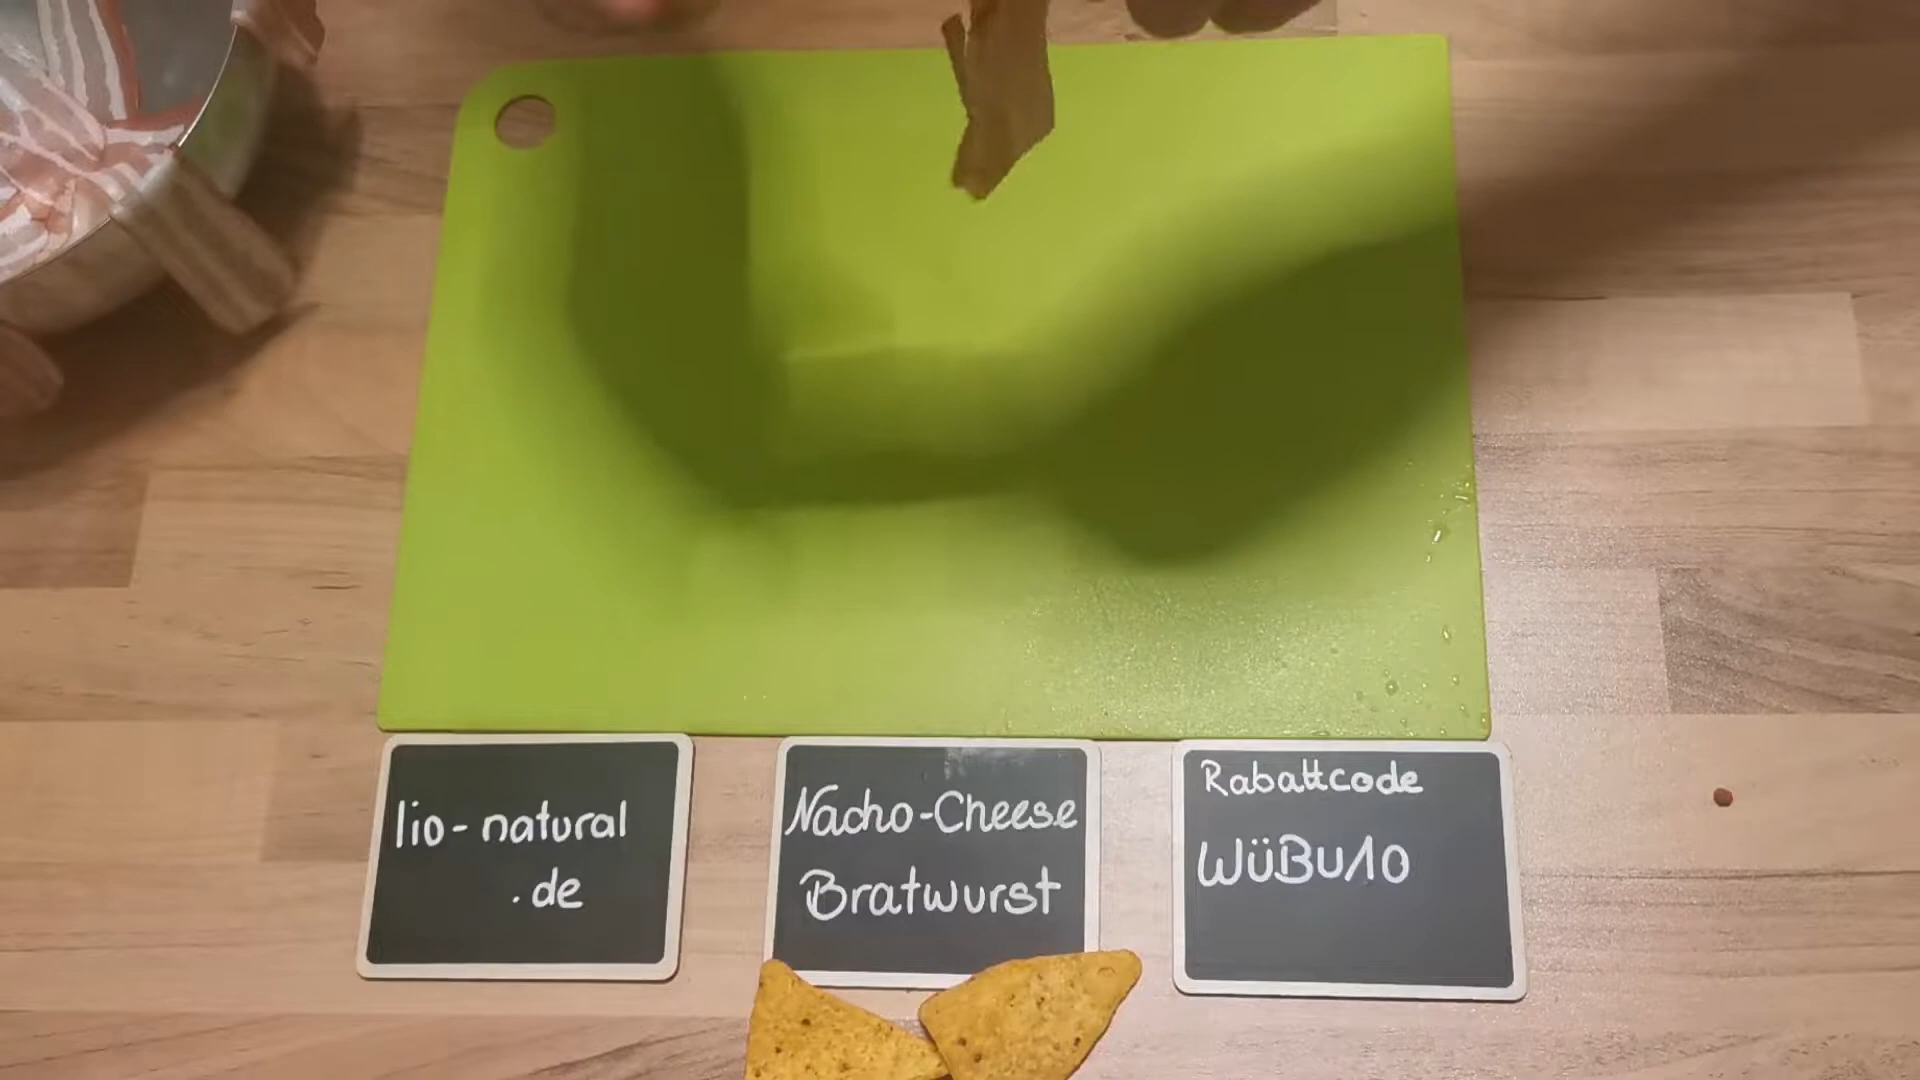 lio-natural
.de
Nacho-Cheese
Bratwurst
Rabattcode
WÜBU10